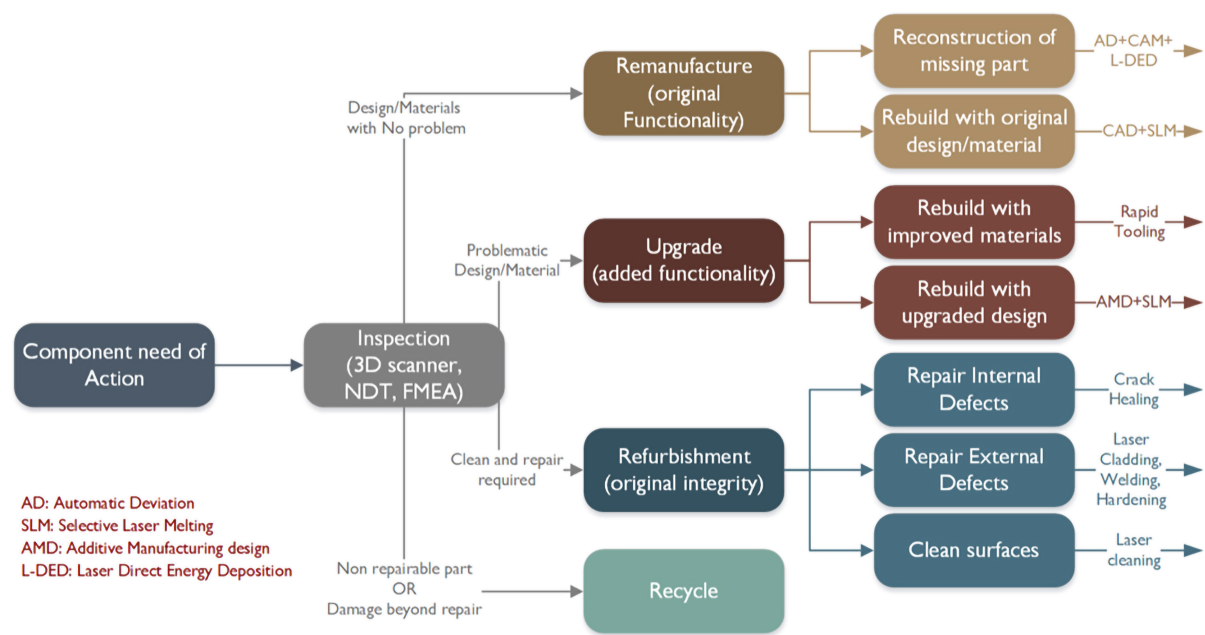 Component need of
Action
Inspection
(3D scanner,
NDT, FMEA)
Design/Materials
with No problem
Problematic
Design/Material
Clean and repair
required
Non repairable part
OR
Damage beyond repair
Remanufacture
(original
Functionality)
Reconstruction of
missing part
AD+CAM+
L-DED
Rebuild with original
design/material
CAD+SLM
Upgrade
(added functionality)
Rebuild with
improved materials
Rapid
Tooling
Rebuild with
upgraded design
AMD+SLM
Refurbishment
(original integrity)
Repair Internal
Defects
Crack
Healing
Repair External
Defects
Laser
Cladding,
Welding,
Hardening
Clean surfaces
Laser
cleaning
Recycle
AD: Automatic Deviation
SLM: Selective Laser Melting
AMD: Additive Manufacturing design
L-DED: Laser Direct Energy Deposition